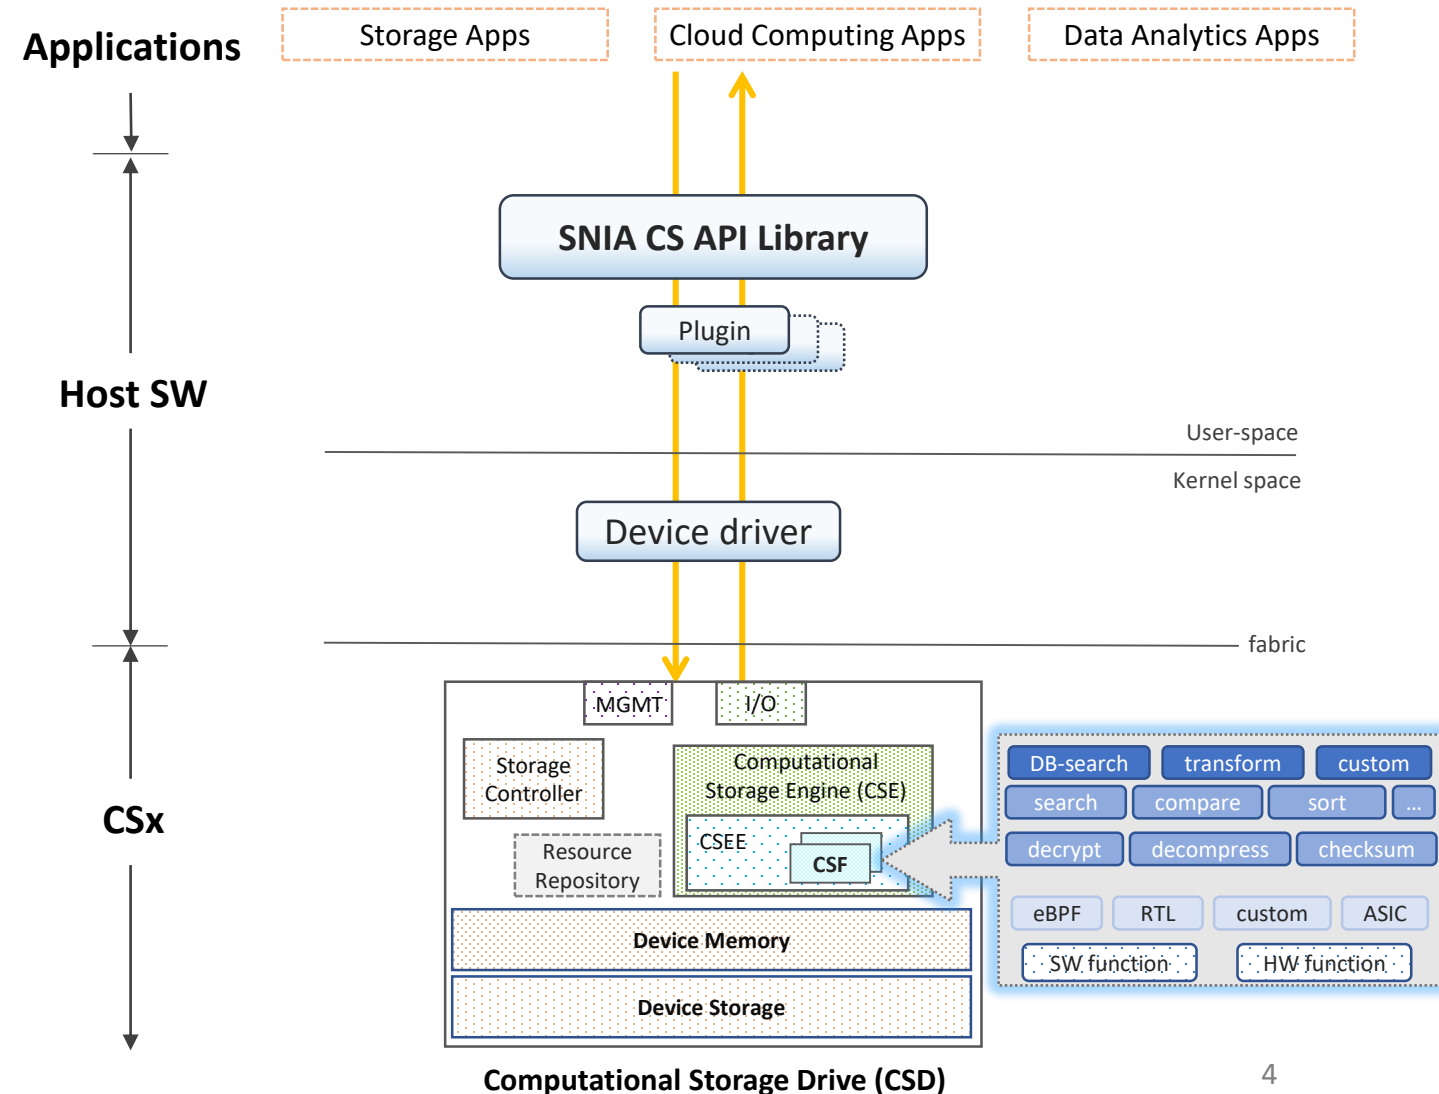 Applications
Storage Apps
Cloud Computing Apps
Data Analytics Apps
SNIA CS API Library
Plugin
Host SW
User-space
Kernel space
Device driver
fabric
MGMT
I/O
Storage
Controller
Computational
Storage Engine (CSE)
CSEE
CSF
Resource
Repository
CSx
DB-search
transform
custom
search
compare
sort
...
decrypt
decompress
checksum
eBPF
RTL
custom
ASIC
SW function
HW function
Device Memory
Device Storage
Computational Storage Drive (CSD)
4